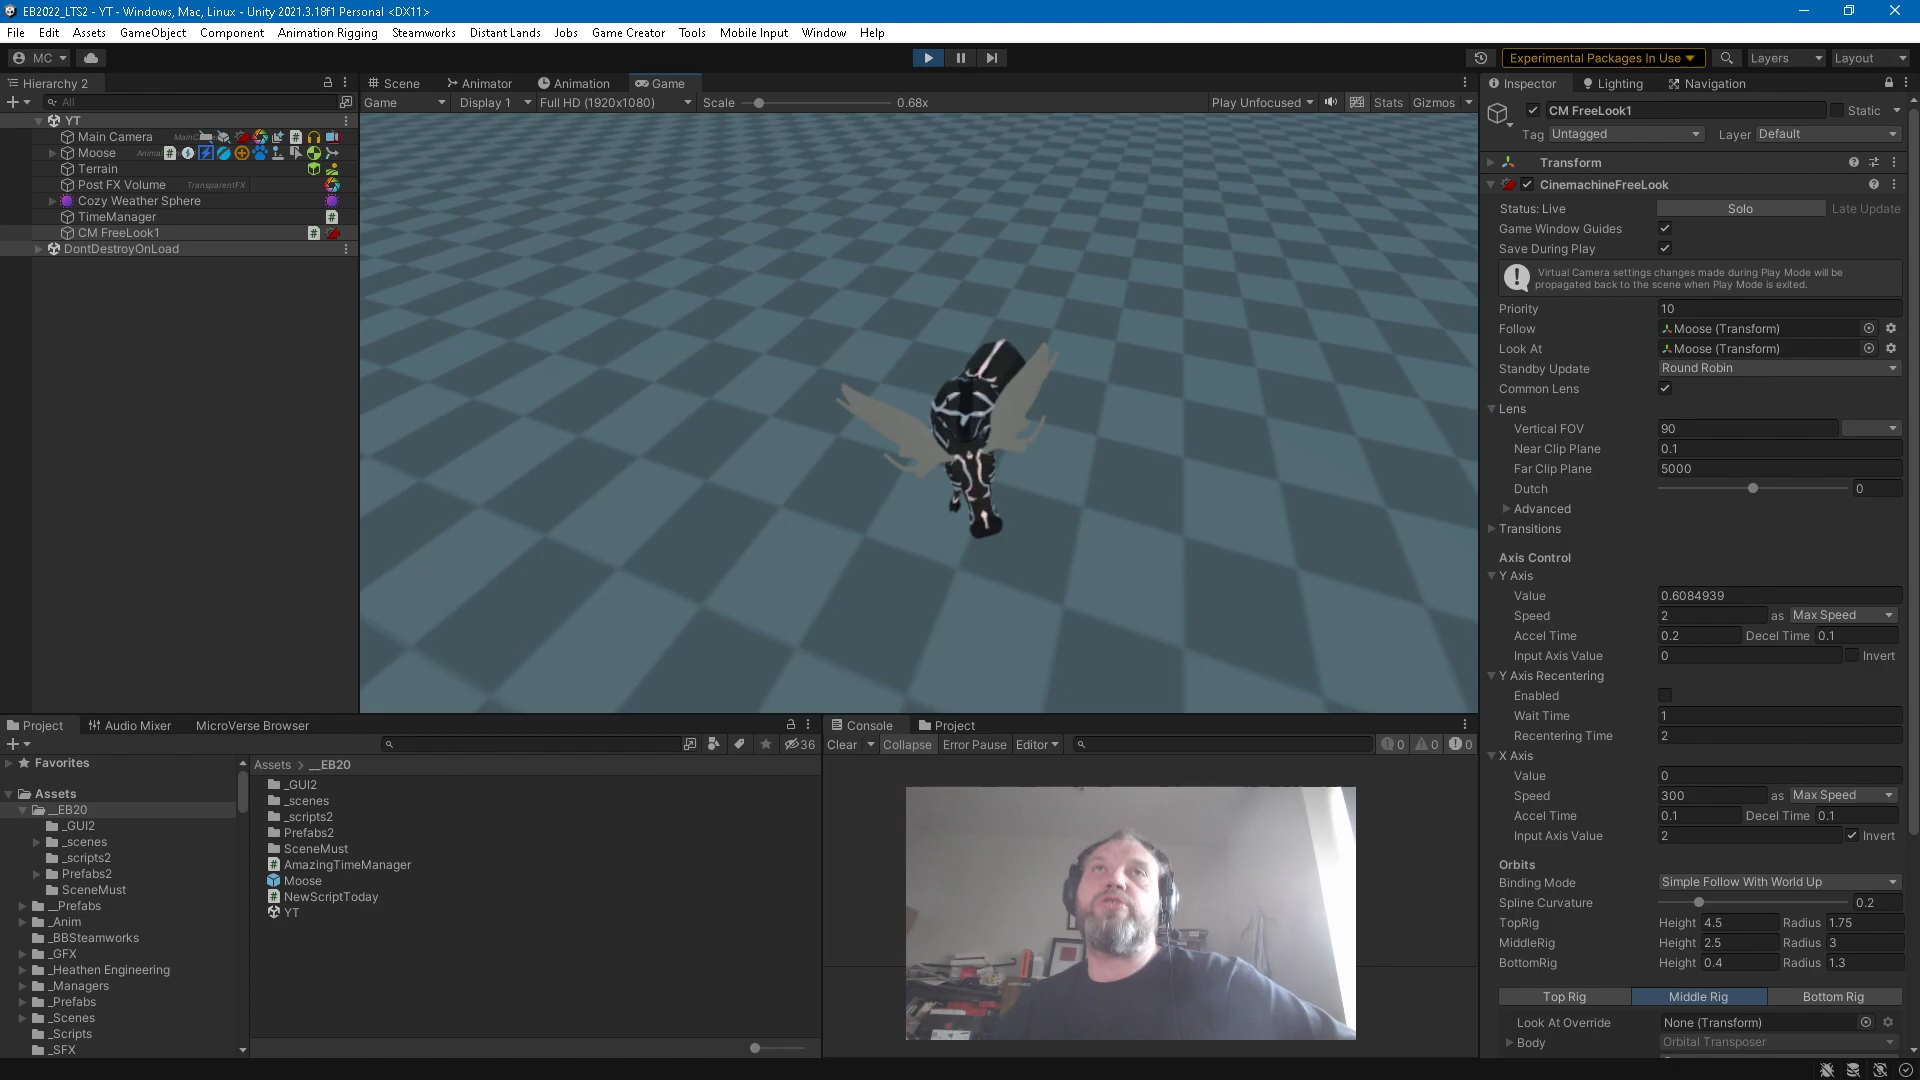 EB2022_LTS2 - YT - Windows, Mac, Linux - Unity 2021.3.18f1 Personal <DX11>
File Edit Assets GameObject Component Animation Rigging Steamworks Distant Lands Jobs Game Creator Tools Mobile Input Window Help
MC Experimental Packages In Use Layers Layout
Hierarchy 2
All
YT
Main Camera
Moose
Terrain
Post FX Volume TransparentFX
Cozy Weather Sphere
TimeManager
CM FreeLook1
DontDestroyOnLoad
Scene Animator Animation Game
Game Display 1 Full HD (1920x1080) Scale 0.68x Play Unfocused Stats Gizmos
Inspector Lighting Navigation
CM FreeLook1 Static
Tag Untagged Layer Default
Transform
CinemachineFreeLook
Status: Live Solo Late Update
Game Window Guides
Save During Play
Virtual Camera settings changes made during Play Mode will be
propagated back to the scene when Play Mode is exited.
Priority 10
Follow Moose (Transform)
Look At Moose (Transform)
Standby Update Round Robin
Common Lens
Lens
Vertical FOV 90
Near Clip Plane 0.1
Far Clip Plane 5000
Dutch 0
Advanced
Transitions
Axis Control
Y Axis
Value 0.6084939
Speed 2 as Max Speed
Accel Time 0.2 Decel Time 0.1
Input Axis Value 0 Invert
Y Axis Recentering
Enabled
Wait Time 1
Recentering Time 2
X Axis
Value 0
Speed 300 as Max Speed
Accel Time 0.1 Decel Time 0.1
Input Axis Value 2 Invert
Orbits
Binding Mode Simple Follow With World Up
Spline Curvature 0.2
TopRig Height 4.5 Radius 1.75
MiddleRig Height 2.5 Radius 3
BottomRig Height 0.4 Radius 1.3
Top Rig Middle Rig Bottom Rig
Look At Override None (Transform)
Body Orbital Transposer
Project Audio Mixer MicroVerse Browser
36
Favorites
Assets
__EB20
_GUI2
_scenes
_scripts2
Prefabs2
SceneMust
__Prefabs
_Anim
_BBSteamworks
_GFX
_Heathen Engineering
_Managers
_Prefabs
_Scenes
_Scripts
_SFX
Assets > __EB20
_GUI2
_scenes
_scripts2
Prefabs2
SceneMust
AmazingTimeManager
Moose
NewScriptToday
YT
Console Project
Clear Collapse Error Pause Editor 0 0 0